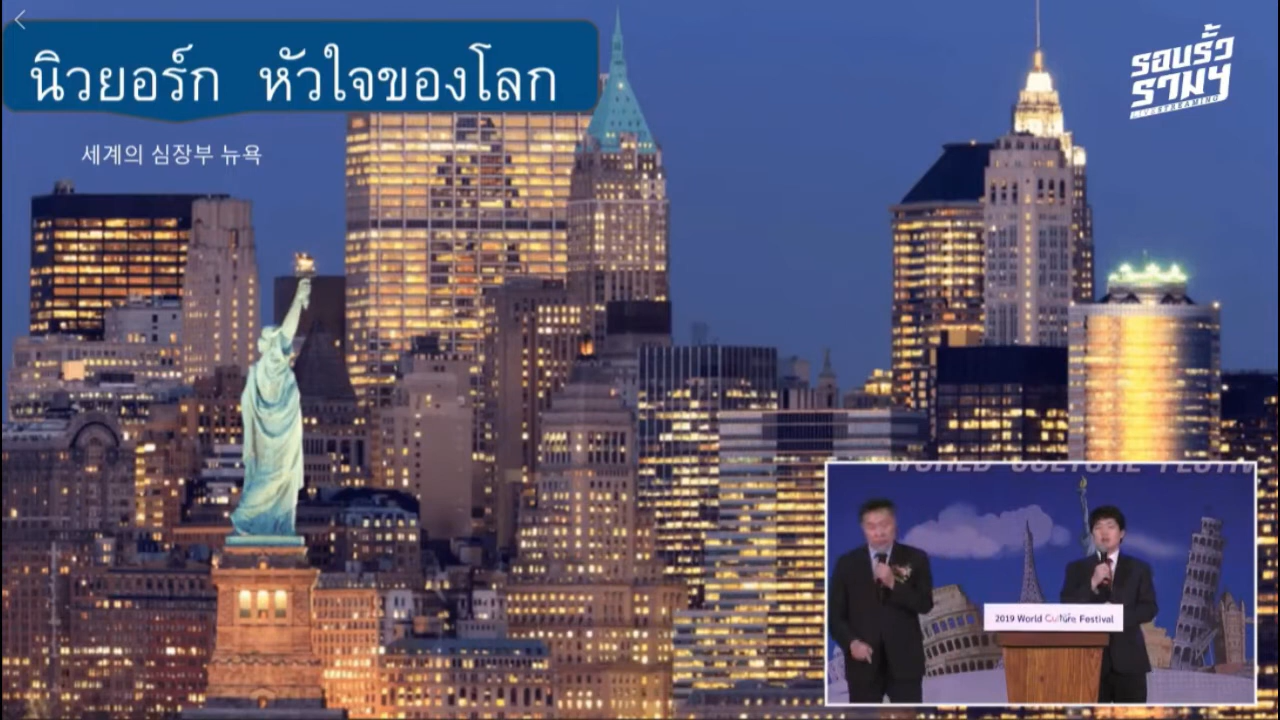 นิวยอร์ก หัวใจของโลก
세계의 심장부 뉴욕
รอบรั้ว
รามฯ
LIVESTREAMING
WORLD CULTURE FESTIV
2019 World Culture Festival